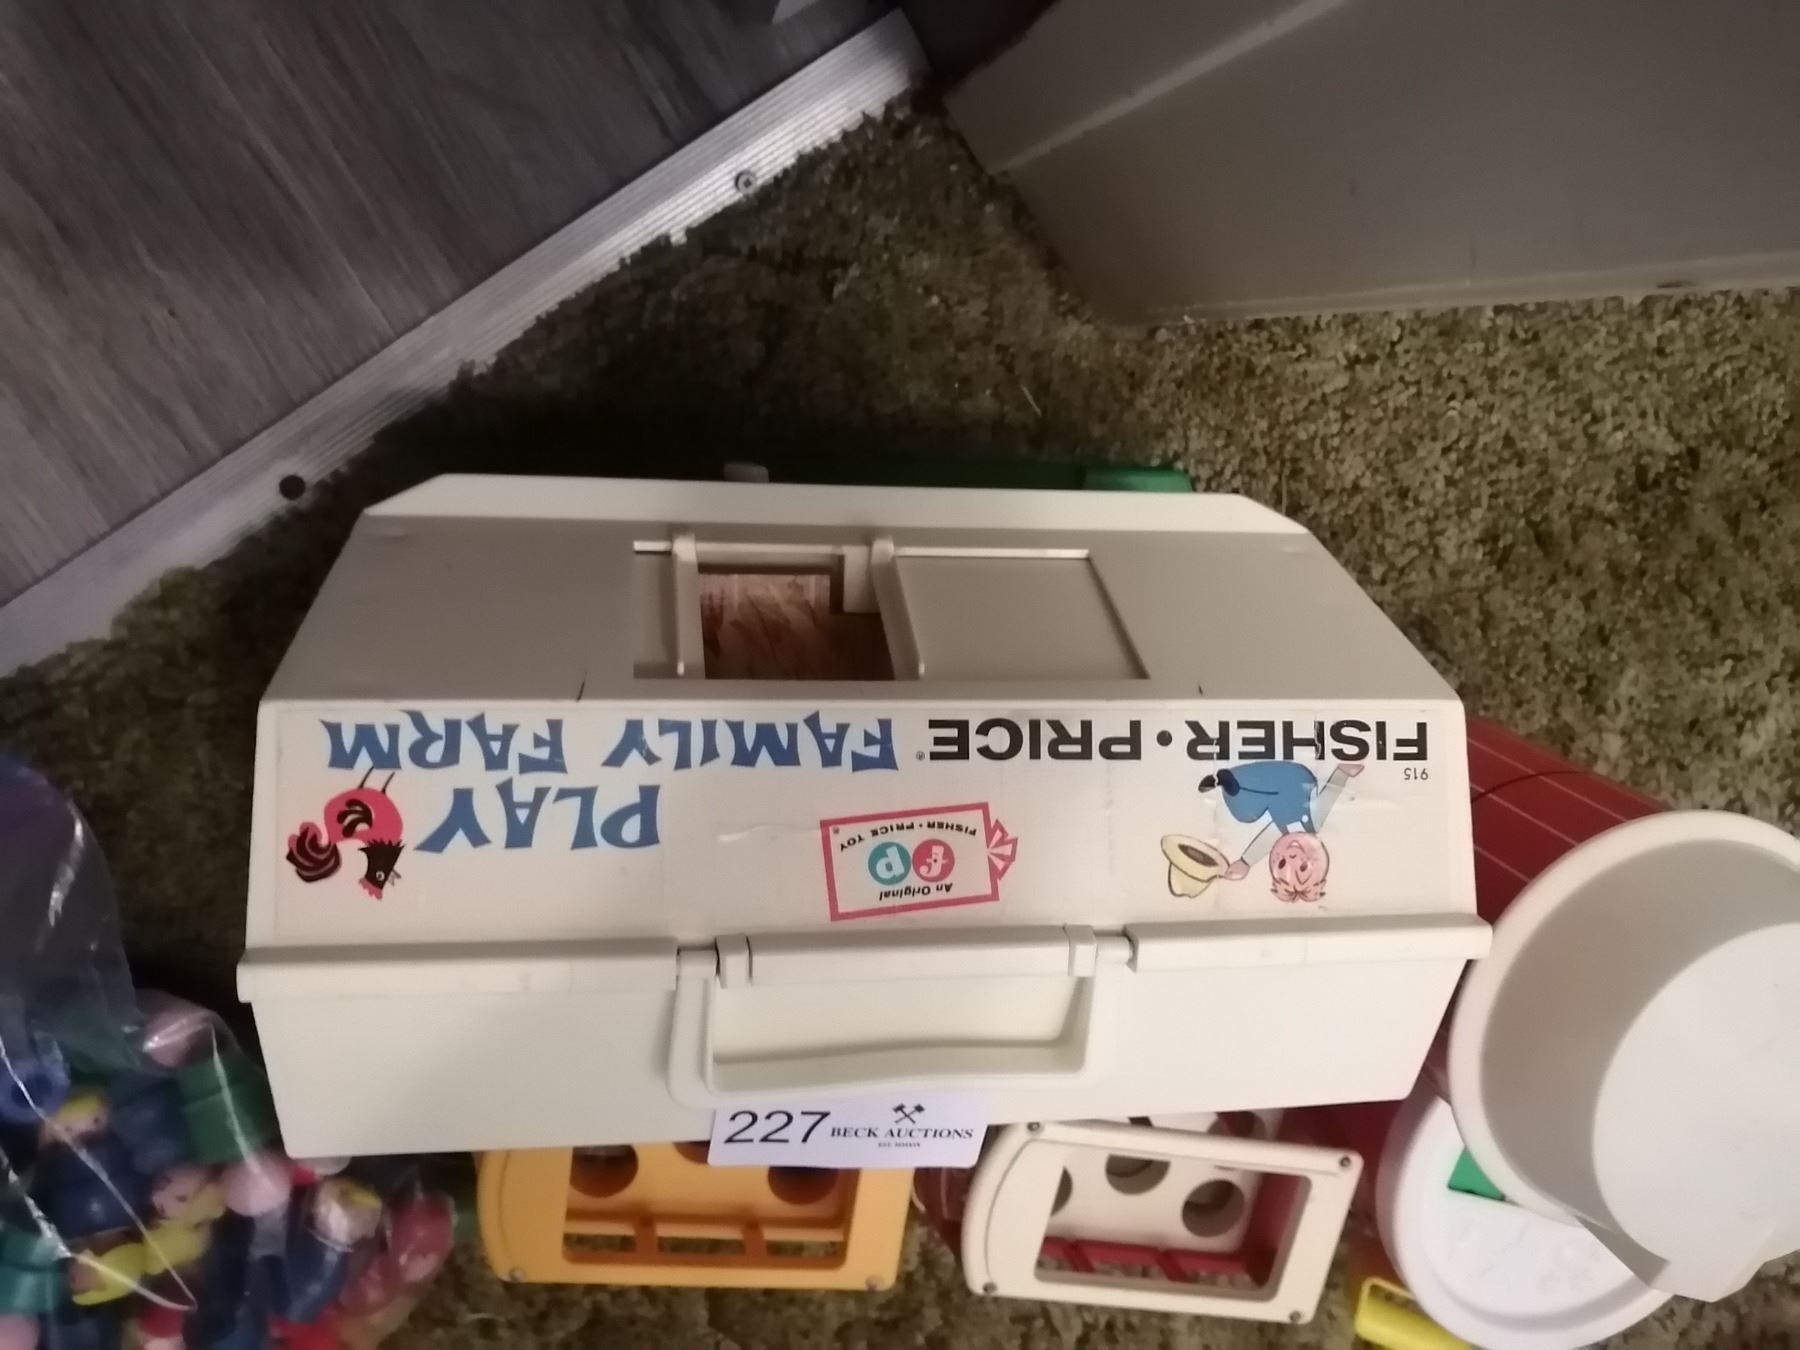 FISHER • PRICE® FAMILY FARM
PLAY
915
An Original
fp
FISHER • PRICE TOY®
227 BECK AUCTIONS